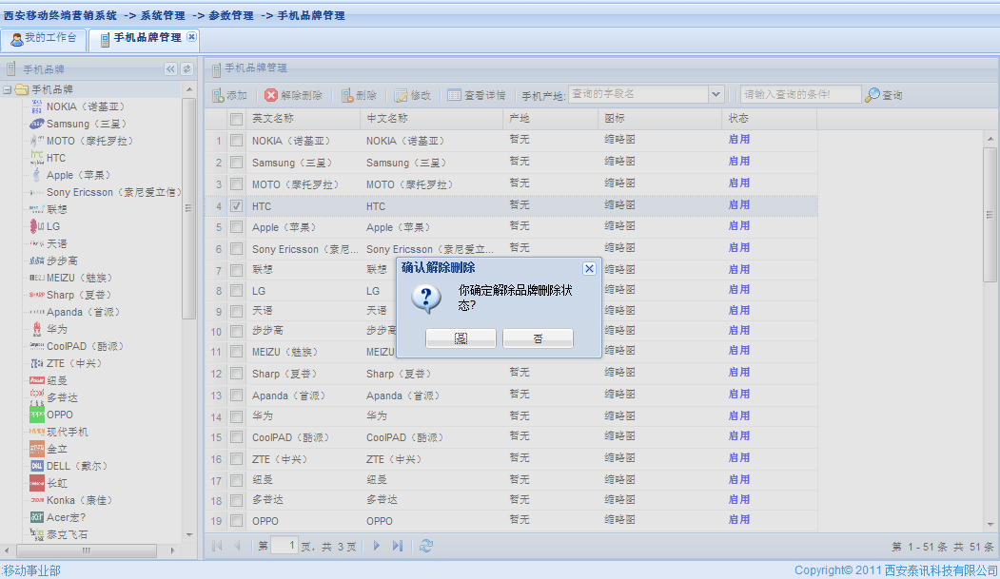 西安移动终端营销系统 -> 系统管理 -> 参数管理 -> 手机品牌管理
我的工作台 手机品牌管理
手机品牌
手机品牌
NOKIA（诺基亚）
Samsung（三星）
MOTO（摩托罗拉）
HTC
Apple（苹果）
Sony Ericsson（索尼爱立信）
联想
LG
天语
步步高
MEIZU（魅族）
Sharp（夏普）
Apanda（首派）
华为
CoolPAD（酷派）
ZTE（中兴）
纽曼
多普达
OPPO
现代手机
金立
DELL（戴尔）
长虹
Konka（康佳）
Acer宏?
泰克飞石
手机品牌管理
添加 解除删除 删除 修改 查看详情 手机产地: 查询的字段名 请输入查询的条件! 查询
英文名称 中文名称 产地 图标 状态
1 NOKIA（诺基亚） NOKIA（诺基亚） 暂无 缩略图 启用
2 Samsung（三星） Samsung（三星） 暂无 缩略图 启用
3 MOTO（摩托罗拉） MOTO（摩托罗拉） 暂无 缩略图 启用
4 HTC HTC 暂无 缩略图 启用
5 Apple（苹果） Apple（苹果） 暂无 缩略图 启用
6 Sony Ericsson（索尼... Sony Ericsson（索尼爱立... 暂无 缩略图 启用
7 联想 联想 缩略图 启用
8 LG LG 缩略图 启用
9 天语 天语 缩略图 启用
10 步步高 步步高 缩略图 启用
11 MEIZU（魅族） MEIZU 缩略图 启用
12 Sharp（夏普） Sharp（夏普） 暂无 缩略图 启用
13 Apanda（首派） Apanda（首派） 暂无 缩略图 启用
14 华为 华为 暂无 缩略图 启用
15 CoolPAD（酷派） CoolPAD（酷派） 暂无 缩略图 启用
16 ZTE（中兴） ZTE（中兴） 暂无 缩略图 启用
17 纽曼 纽曼 暂无 缩略图 启用
18 多普达 多普达 暂无 缩略图 启用
19 OPPO OPPO 暂无 缩略图 启用
确认解除删除
你确定解除品牌删除状
态?
是 否
第 1 页, 共 3 页 第 1 - 51 条 共 51 条
:移动事业部 Copyright© 2011 西安泰讯科技有限公司